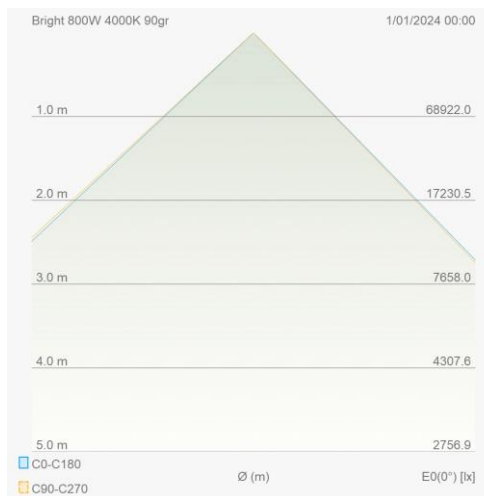 Bright 800W 4000K 90gr 1/01/2024 00:00
1.0 m 68922.0
2.0 m 17230.5
3.0 m 7658.0
4.0 m 4307.6
5.0 m 2756.9
C0-C180
Ø (m) E0(0°) [lx]
C90-C270